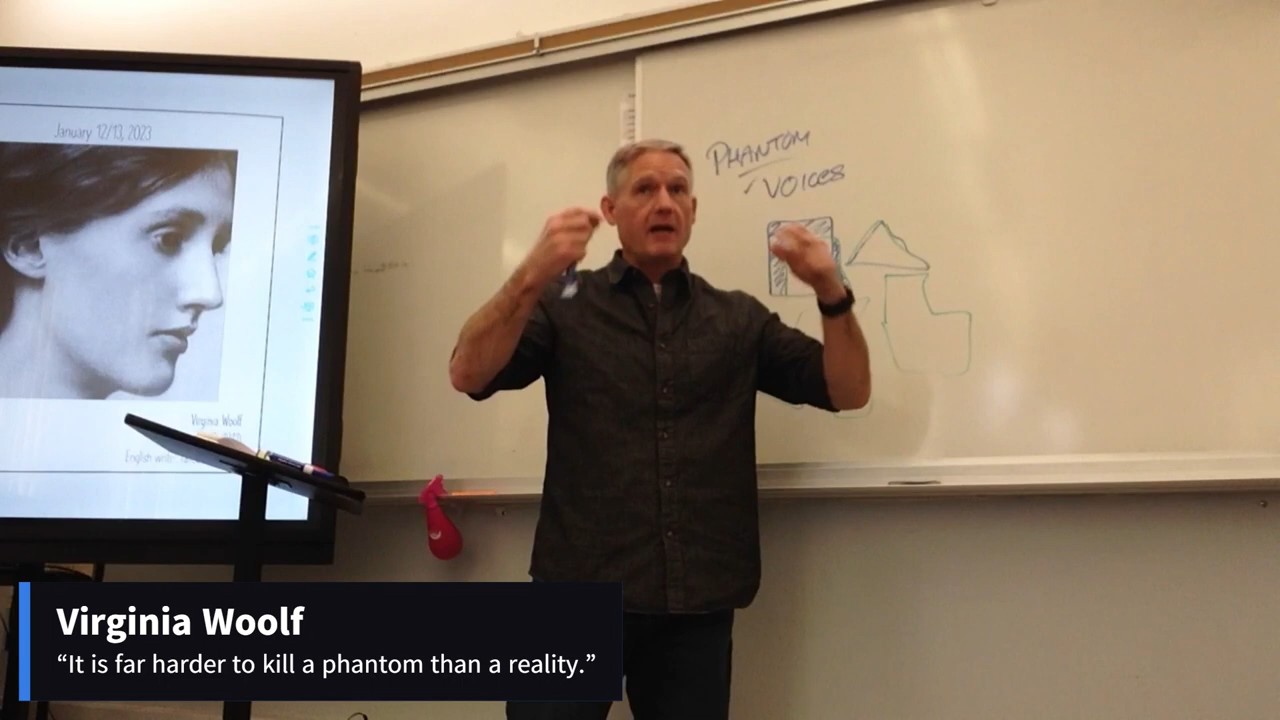 January 12/13, 2023
Virginia Woolf
English
PHANTOM
VOICES
Virginia Woolf
“It is far harder to kill a phantom than a reality.”